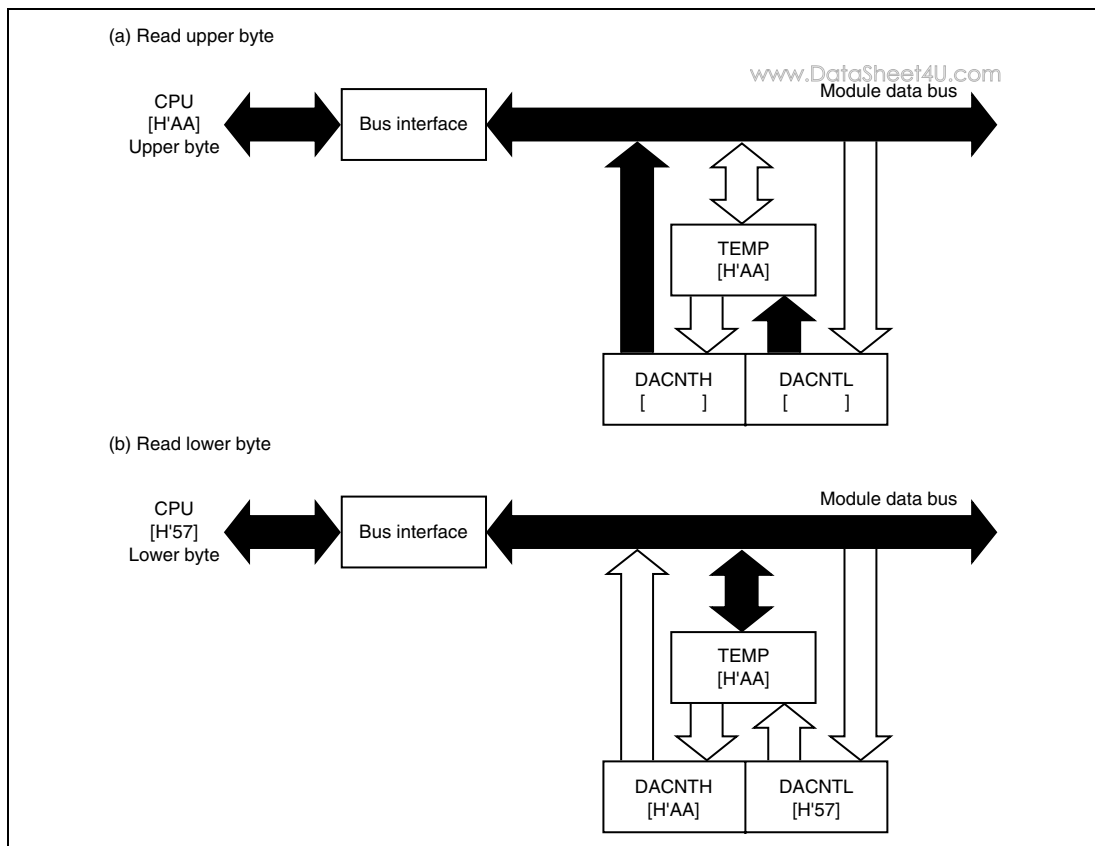 (a) Read upper byte
www.DataSheet4U.com
CPU
[H'AA]
Upper byte
Bus interface
Module data bus
TEMP
[H'AA]
DACNTH
[ ]
DACNTL
[ ]
(b) Read lower byte
CPU
[H'57]
Lower byte
Bus interface
Module data bus
TEMP
[H'AA]
DACNTH
[H'AA]
DACNTL
[H'57]